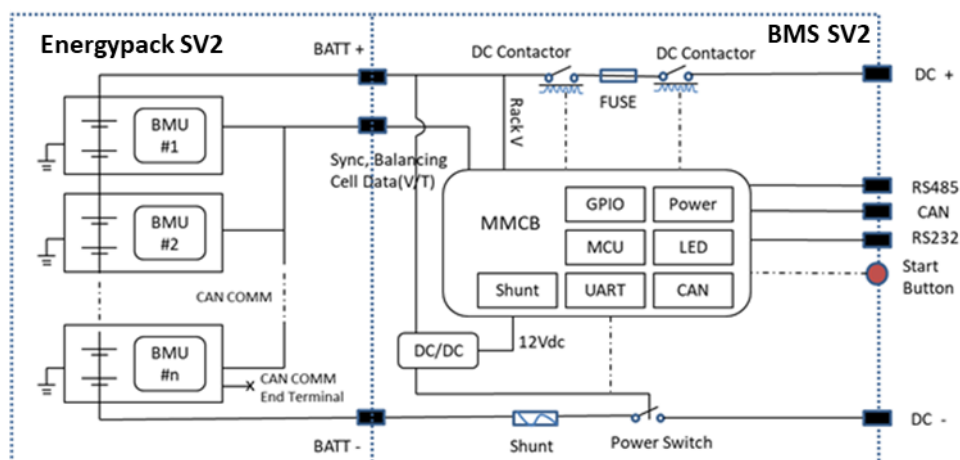 Energypack SV2
BATT +
BMS SV2
DC Contactor
DC Contactor
DC +
FUSE
Rack V
BMU
#1
Sync, Balancing
Cell Data(V/T)
MMCB
GPIO
Power
RS485
CAN
RS232
BMU
#2
MCU
LED
Start
Button
CAN COMM
Shunt
UART
CAN
BMU
#n
DC/DC
12Vdc
CAN COMM
End Terminal
BATT -
Shunt
Power Switch
DC -